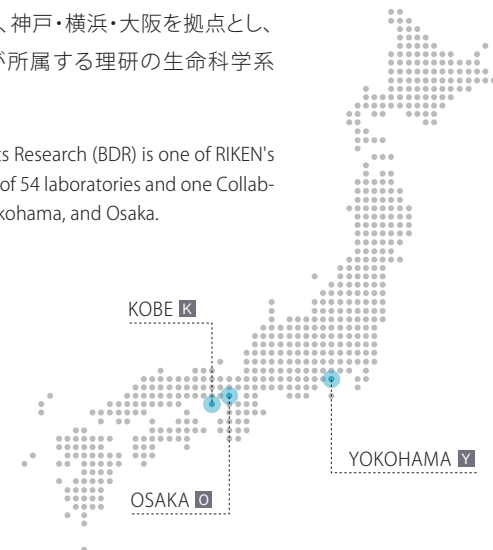 、神戸・横浜・大阪を拠点とし、
が所属する理研の生命科学系
cs Research (BDR) is one of RIKEN's
of 54 laboratories and one Collab-
kohama, and Osaka.
KOBE K
YOKOHAMA Y
OSAKA O